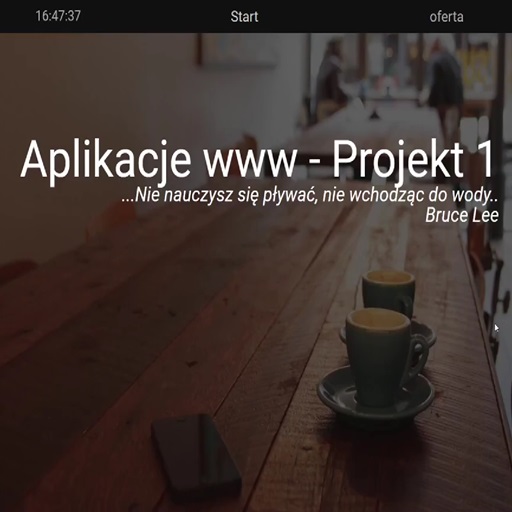 16:47:37 Start oferta
Aplikacje www - Projekt 1
...Nie nauczysz się pływać, nie wchodząc do wody..
Bruce Lee